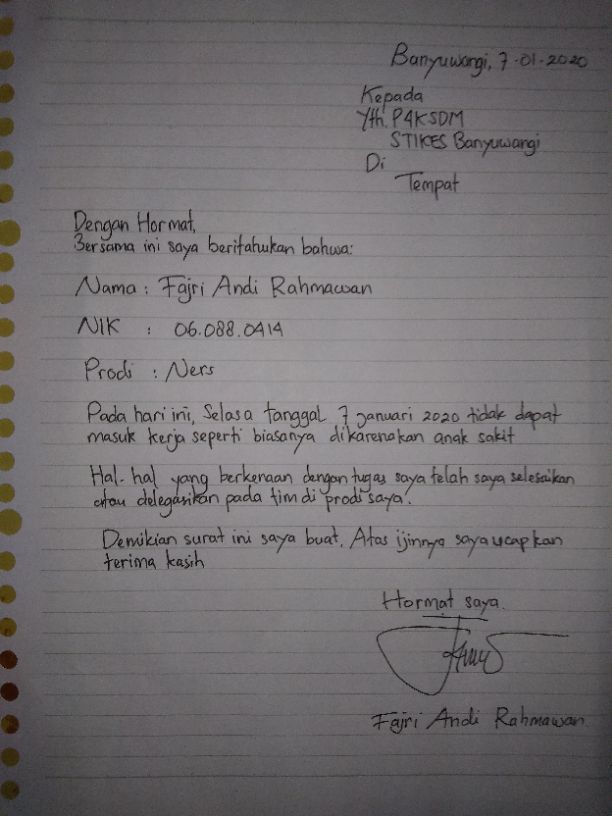 Banyuwangi, 7-01-2020
Kepada
Yth. P4KSDM
STIKES Banyuwangi
Di
Tempat
Dengan Hormat,
Bersama ini saya beritahukan bahwa:
Nama : Fajri Andi Rahmawan
NIK : 06.088.0414
Prodi : Ners
Pada hari ini, Selasa tanggal 7 januari 2020 tidak dapat
masuk kerja seperti biasanya dikarenakan anak sakit
Hal-hal yang berkenaan dengan tugas saya telah saya selesaikan
atau delegasikan pada tim di prodi saya.
Demikian surat ini saya buat. Atas ijinnya saya ucapkan
terima kasih
Hormat saya.
Fajri Andi Rahmawan